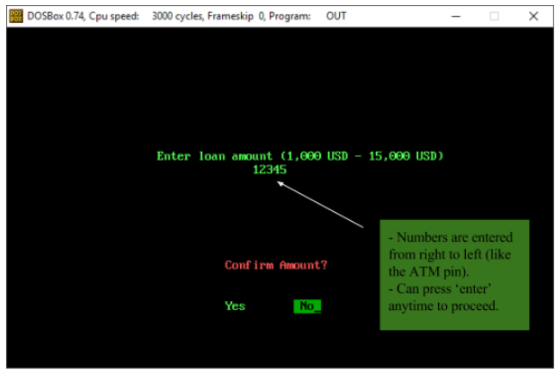 DOSBox 0.74, Cpu speed: 3000 cycles, Frameskip 0, Program: OUT
Enter loan amount (1,000 USD - 15,000 USD)
12345
- Numbers are entered
from right to left (like
the ATM pin).
- Can press ‘enter’
anytime to proceed.
Confirm Amount?
Yes No_